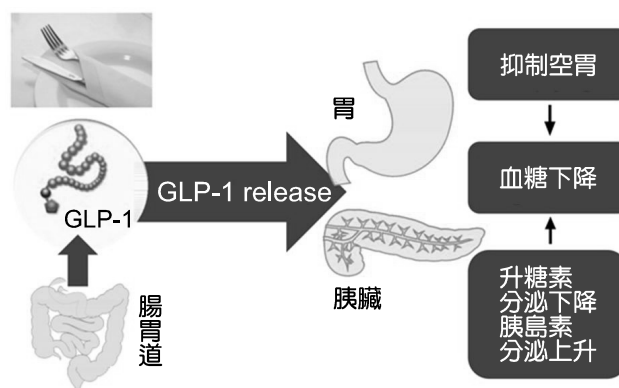 GLP-1
腸胃道
GLP-1 release
胃
胰臟
抑制空胃
血糖下降
升糖素
分泌下降
胰島素
分泌上升